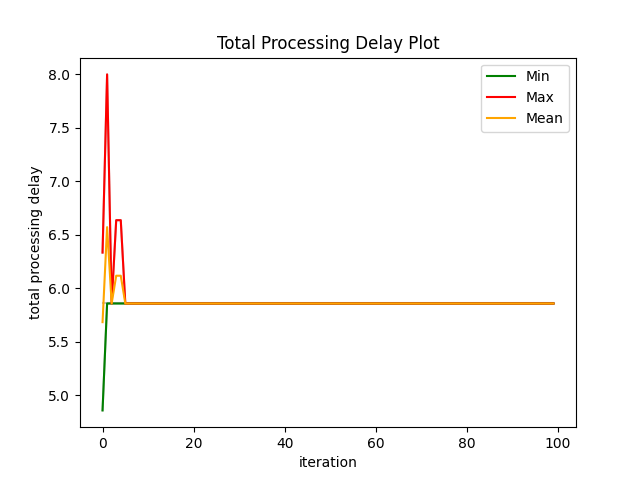 Total Processing Delay Plot
8.0
7.5
7.0
6.5
6.0
5.5
5.0
total processing delay
0
20
40
60
80
100
iteration
Min
Max
Mean